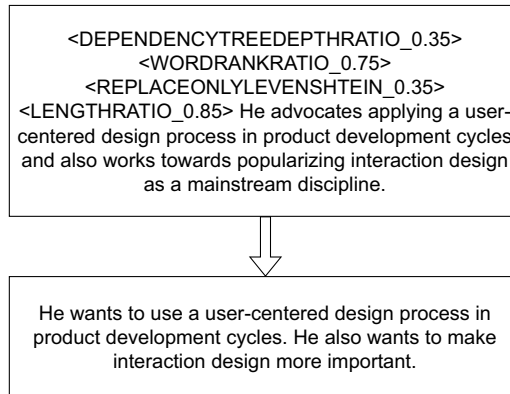 <DEPENDENCYTREEDEPTHRATIO_0.35>
<WORDRANKRATIO_0.75>
<REPLACEONLYLEVENSHTEIN_0.35>
<LENGTHRATIO_0.85> He advocates applying a user-
centered design process in product development cycles
and also works towards popularizing interaction design
as a mainstream discipline.
He wants to use a user-centered design process in
product development cycles. He also wants to make
interaction design more important.